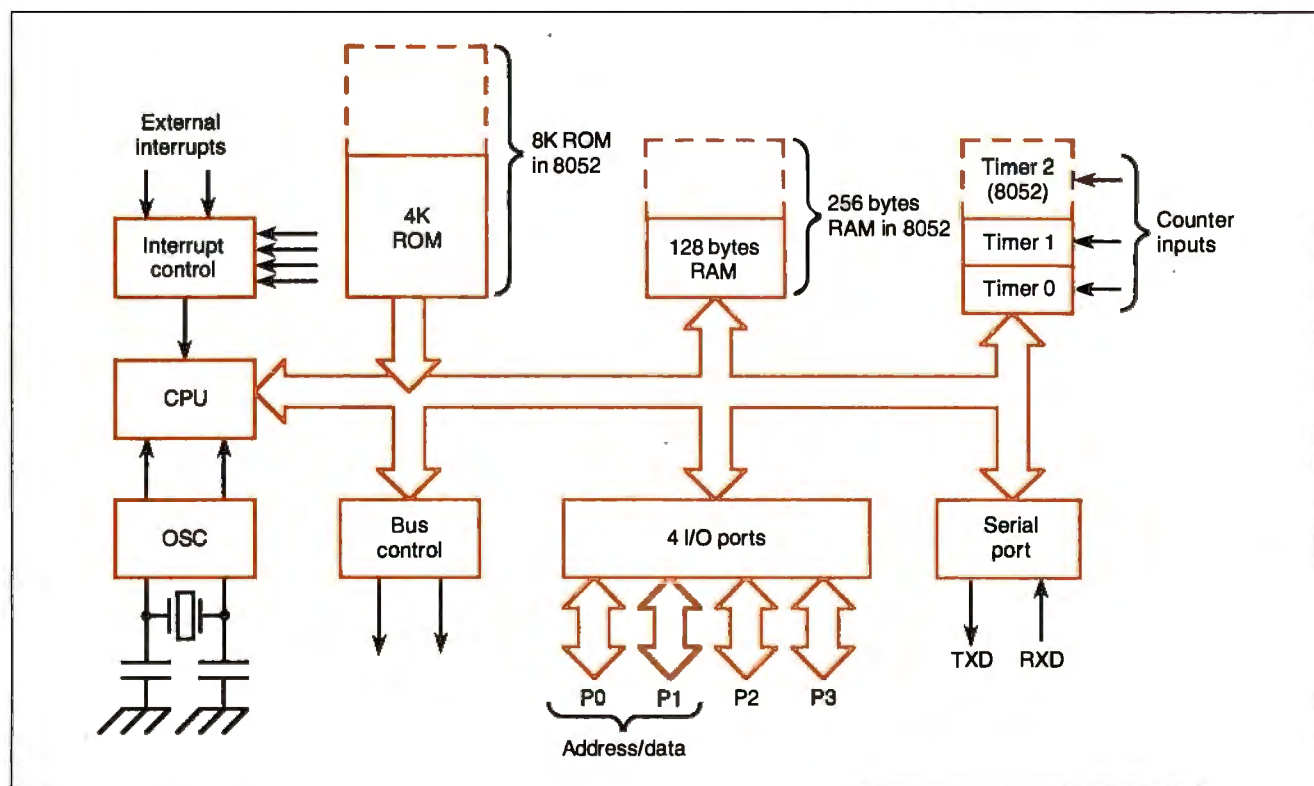 External
interrupts
Interrupt
control
CPU
OSC
4K
ROM
8K ROM
in 8052
128 bytes
RAM
256 bytes
RAM in 8052
Timer 2
(8052)
Timer 1
Timer 0
Counter
inputs
Bus
control
4 I/O ports
Serial
port
P0
P1
P2
P3
Address/data
TXD
RXD